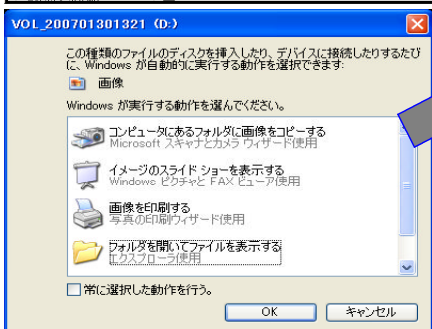 VOL_200701301321 (D:)
この種類のファイルのディスクを挿入したり、デバイスに接続したりするたび
に、Windows が自動的に実行する動作を選択できます:
画像
Windows が実行する動作を選んでください。
コンピュータにあるフォルダに画像をコピーする
Microsoft スキャナとカメラ ウィザード使用
イメージのスライド ショーを表示する
Windows ピクチャと FAX ビューア使用
画像を印刷する
写真の印刷ウィザード使用
フォルダを開いてファイルを表示する
エクスプローラ使用
常に選択した動作を行う。
OK
キャンセル